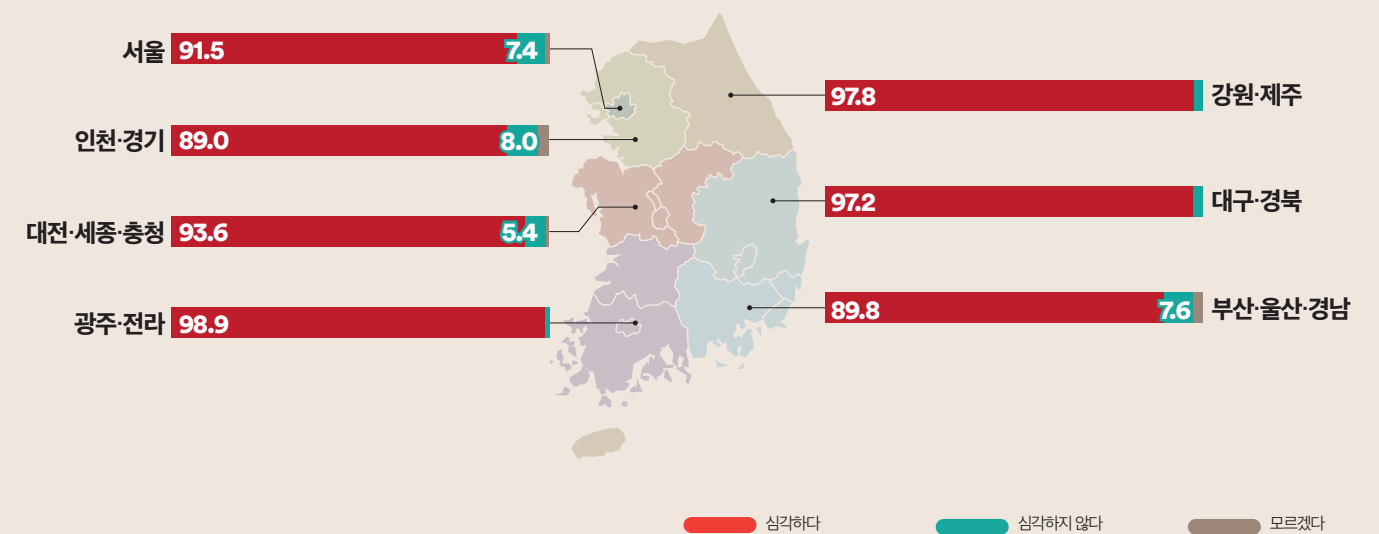 서울 91.5 7.4
인천·경기 89.0 8.0
대전·세종·충청 93.6 5.4
광주·전라 98.9
97.8 강원·제주
97.2 대구·경북
89.8 7.6 부산·울산·경남
심각하다 심각하지 않다 모르겠다